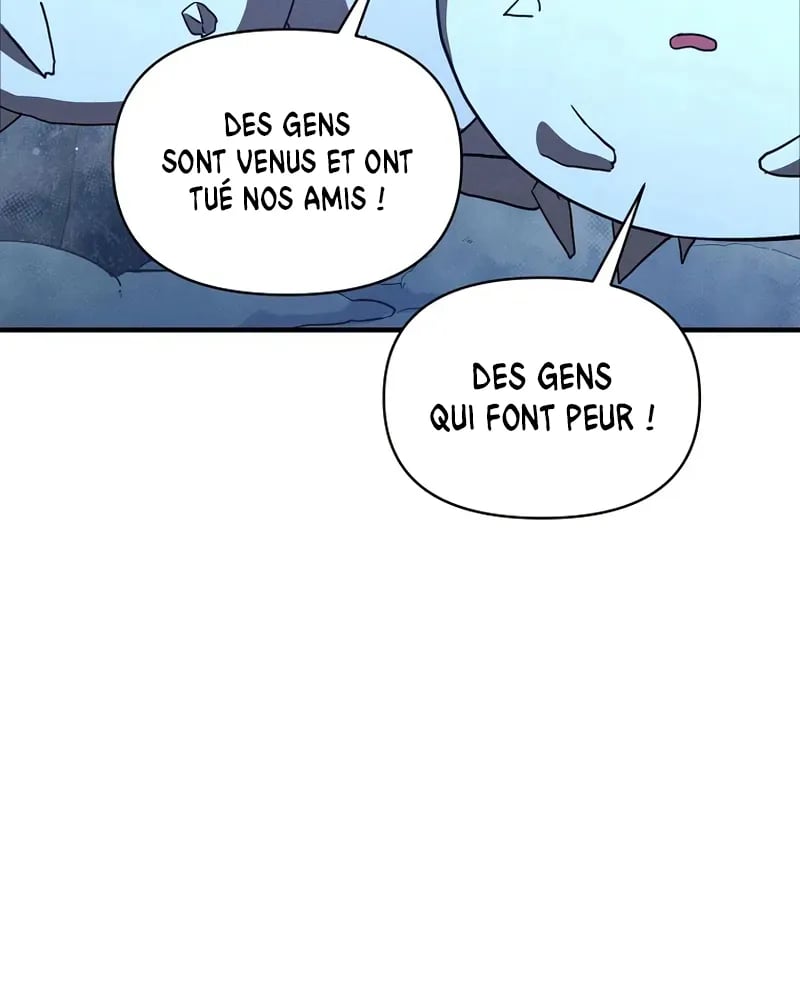 DES GENS
SONT VENUS ET ONT
TUÉ NOS AMIS !
DES GENS
QUI FONT PEUR !